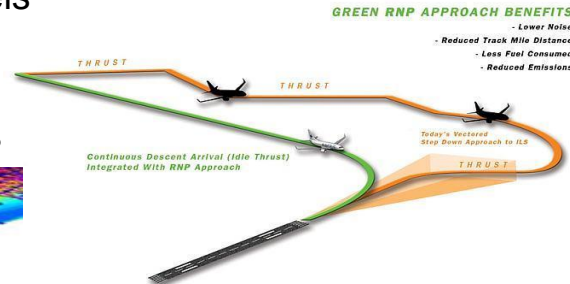 GREEN RNP APPROACH BENEFITS
- Lower Noise
- Reduced Track Mile Distance
- Less Fuel Consumed
- Reduced Emissions
THRUST
THRUST
Today's Vectored
Step Down Approach to ILS
THRUST
Continuous Descent Arrival (Idle Thrust)
Integrated With RNP Approach